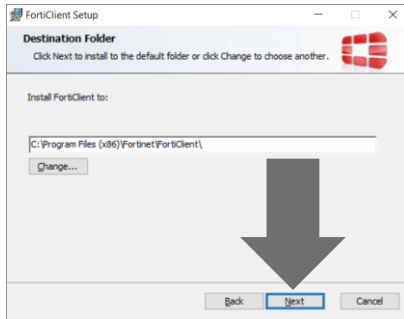 FortiClient Setup
Destination Folder
Click Next to install to the default folder or click Change to choose another.
Install FortiClient to:
C:\Program Files (x86)\Fortinet\FortiClient\
Change...
Back Next Cancel